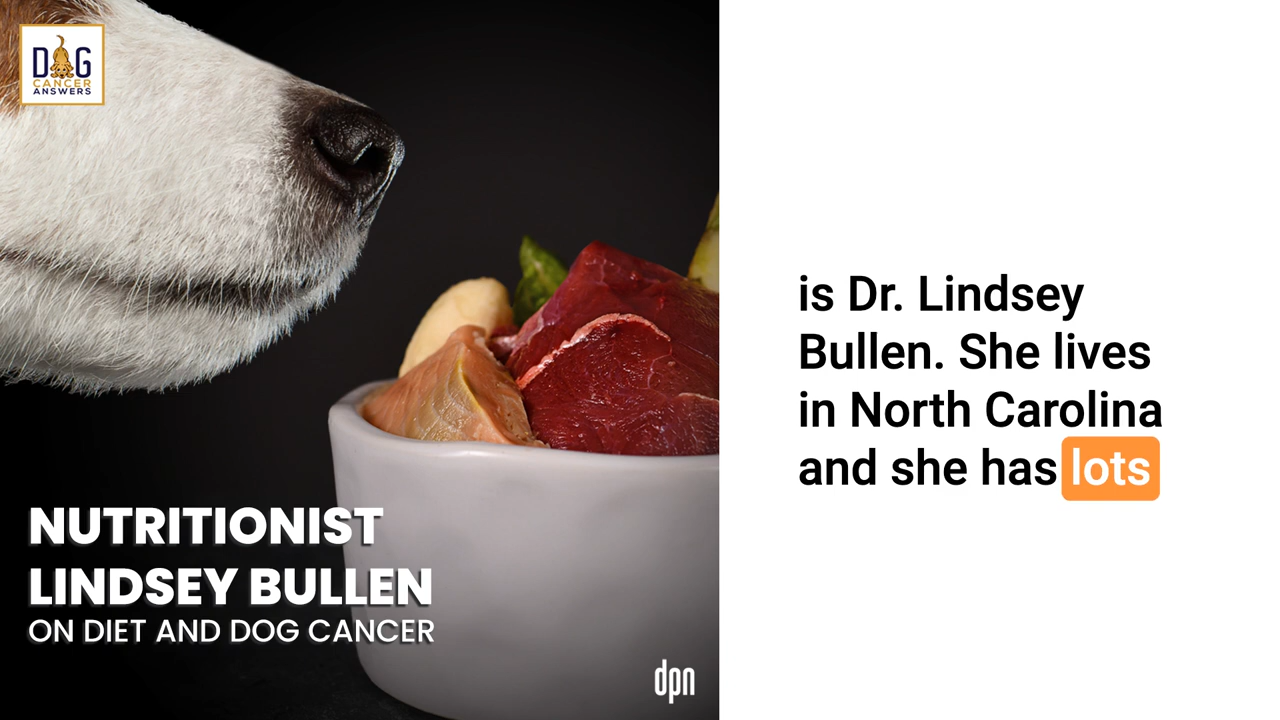 DOG
CANCER
ANSWERS
NUTRITIONIST
LINDSEY BULLEN
ON DIET AND DOG CANCER
dpn
is Dr. Lindsey
Bullen. She lives
in North Carolina
and she has lots